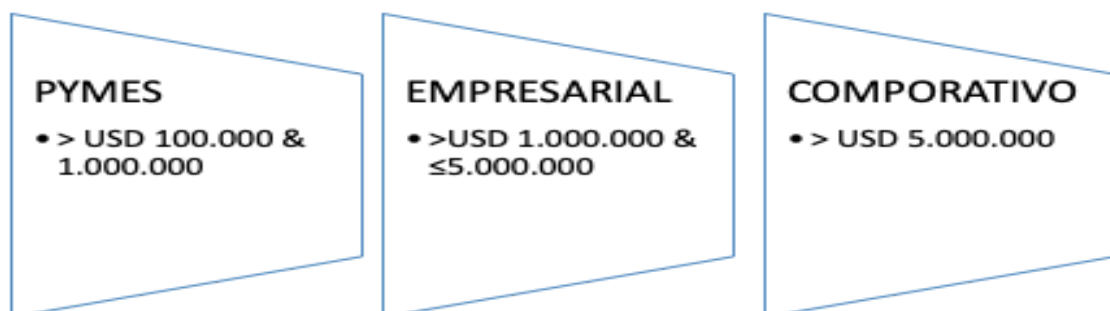 PYMES
• > USD 100.000 &
1.000.000
EMPRESARIAL
• >USD 1.000.000 &
≤5.000.000
COMPORATIVO
• > USD 5.000.000